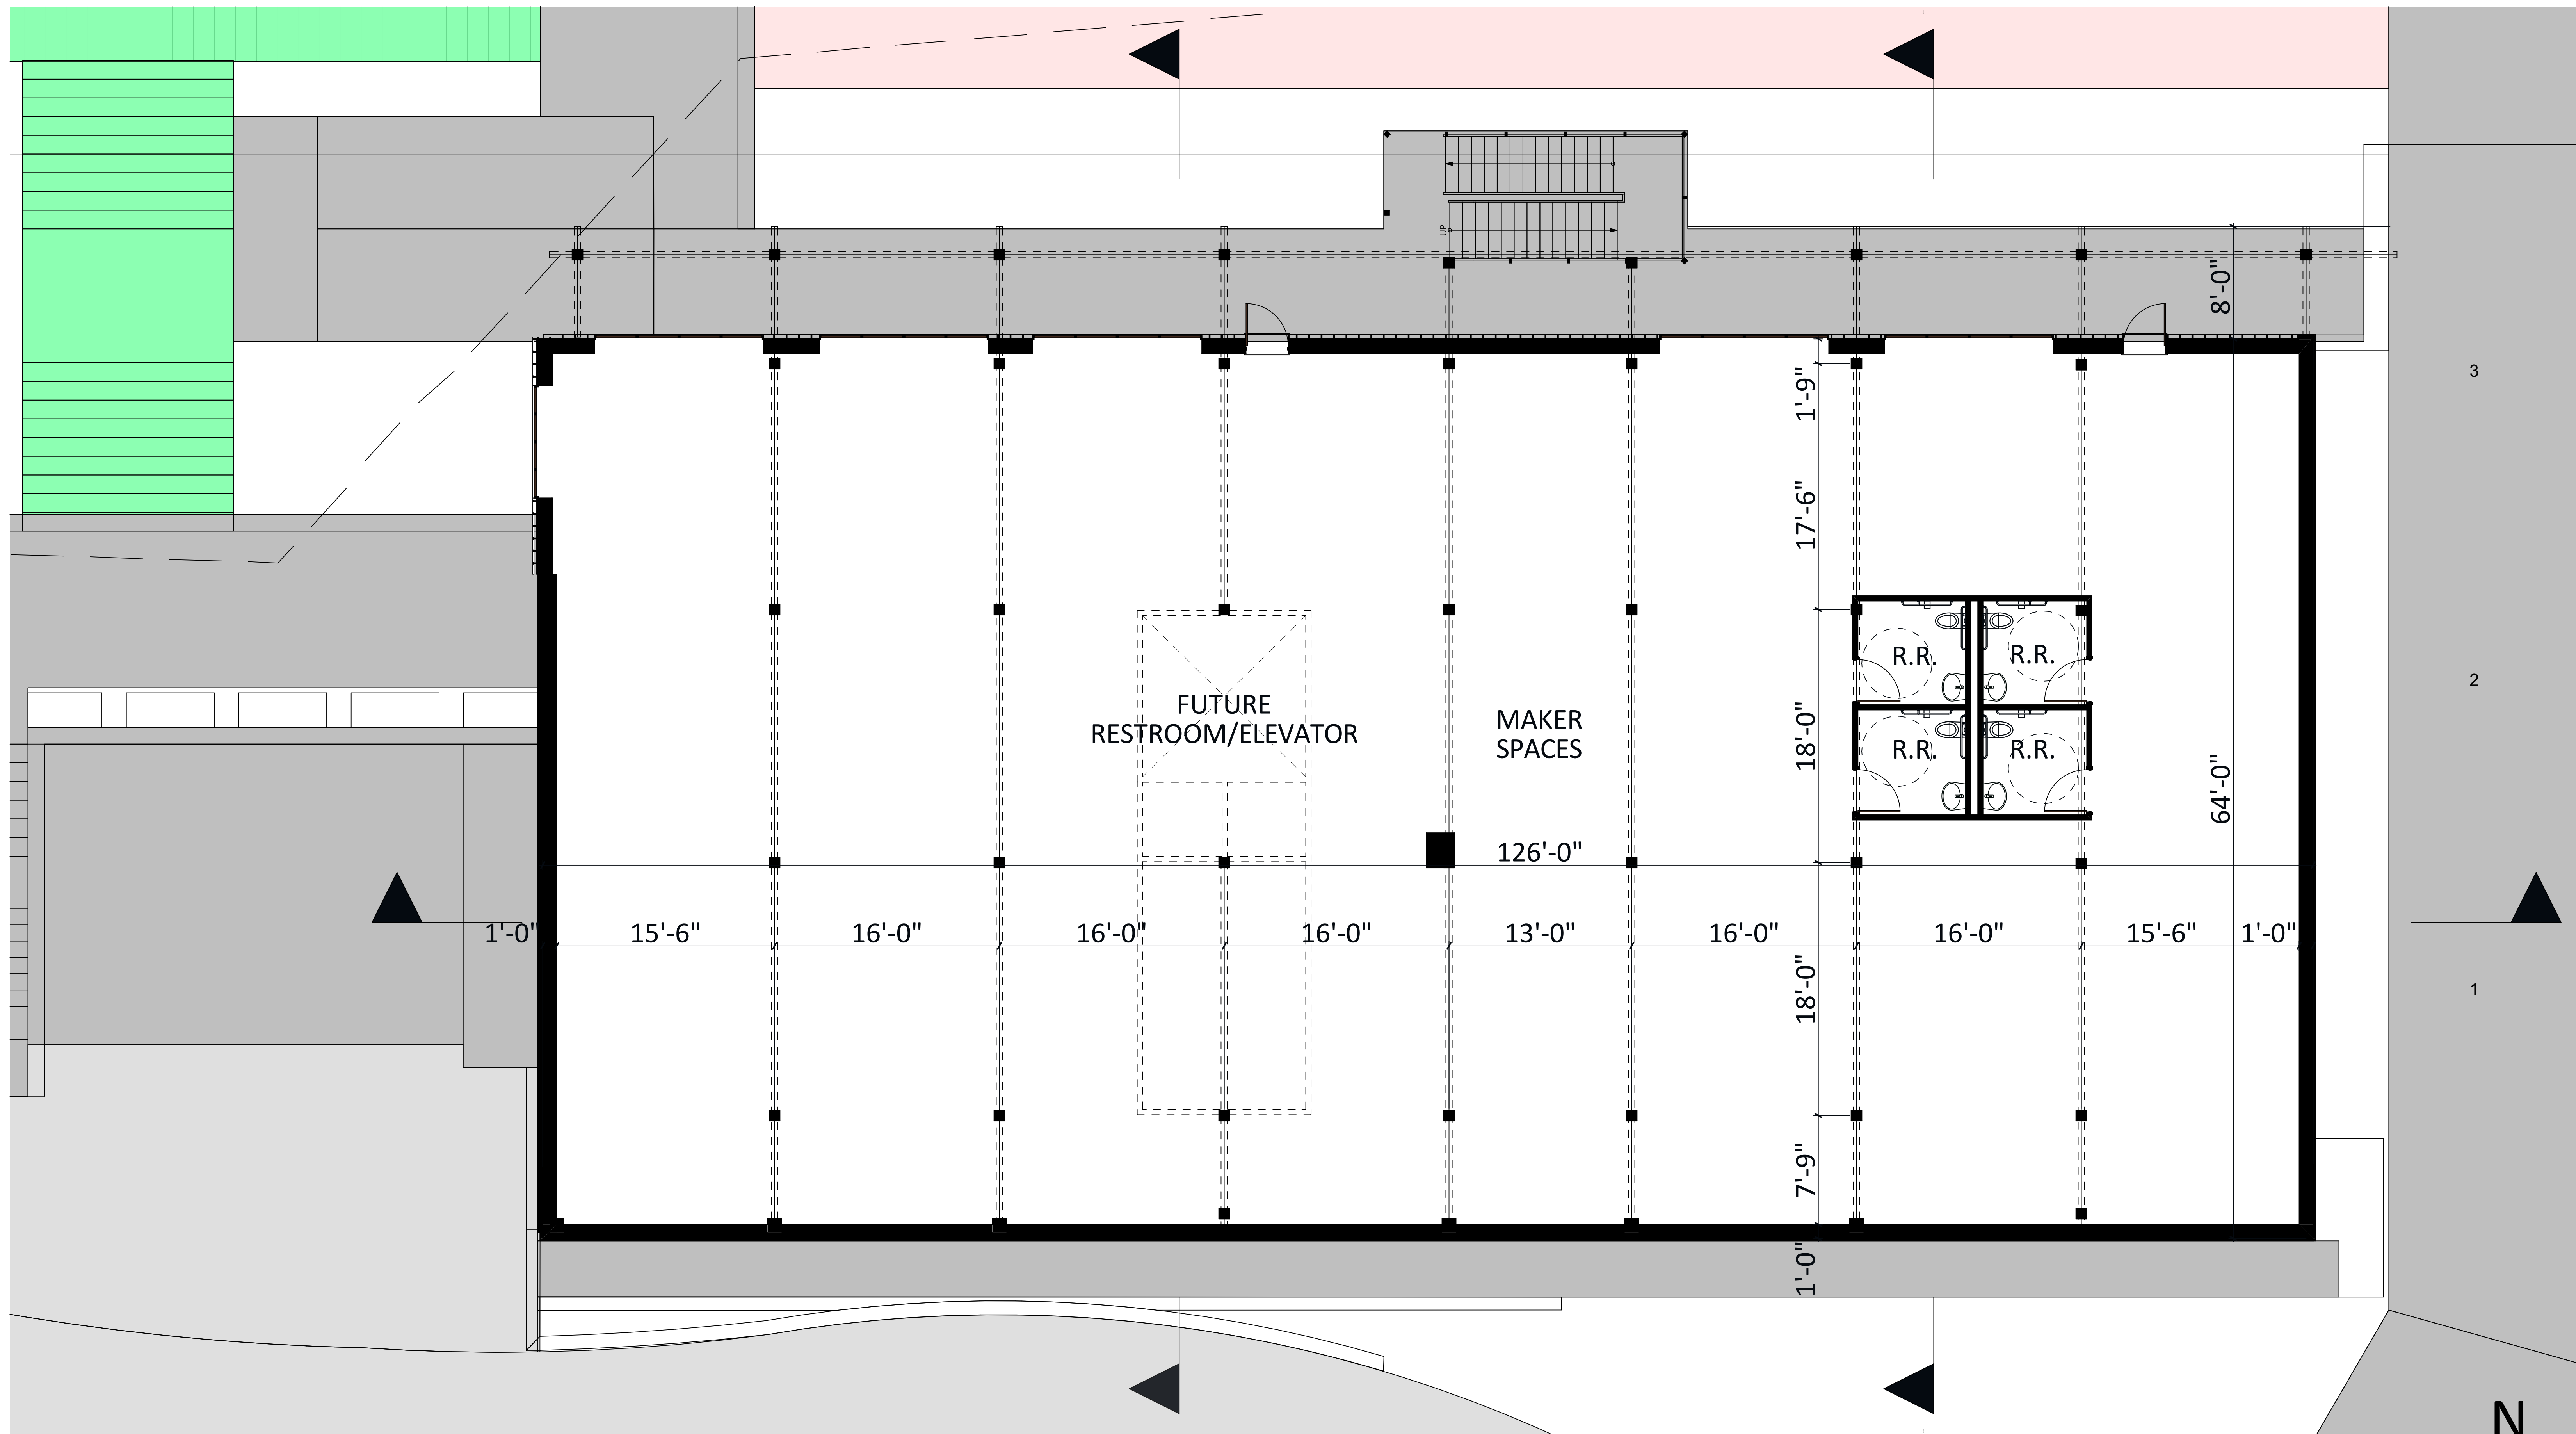 UP
8'-0"
3
1'-9"
17'-6"
R.R.
R.R.
2
FUTURE
RESTROOM/ELEVATOR
MAKER
SPACES
18'-0"
R.R.
R.R.
64'-0"
126'-0"
1'-0"
15'-6"
16'-0"
16'-0"
16'-0"
13'-0"
16'-0"
16'-0"
15'-6"
1'-0"
18'-0"
1
7'-9"
1'-0"
N